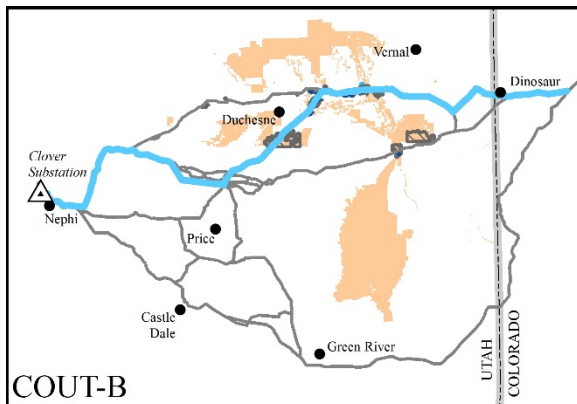 Vernal
Dinosaur
Duchesne
Clover
Substation
Nephi
Price
Castle
Dale
Green River
UTAH
COLORADO
COUT-B